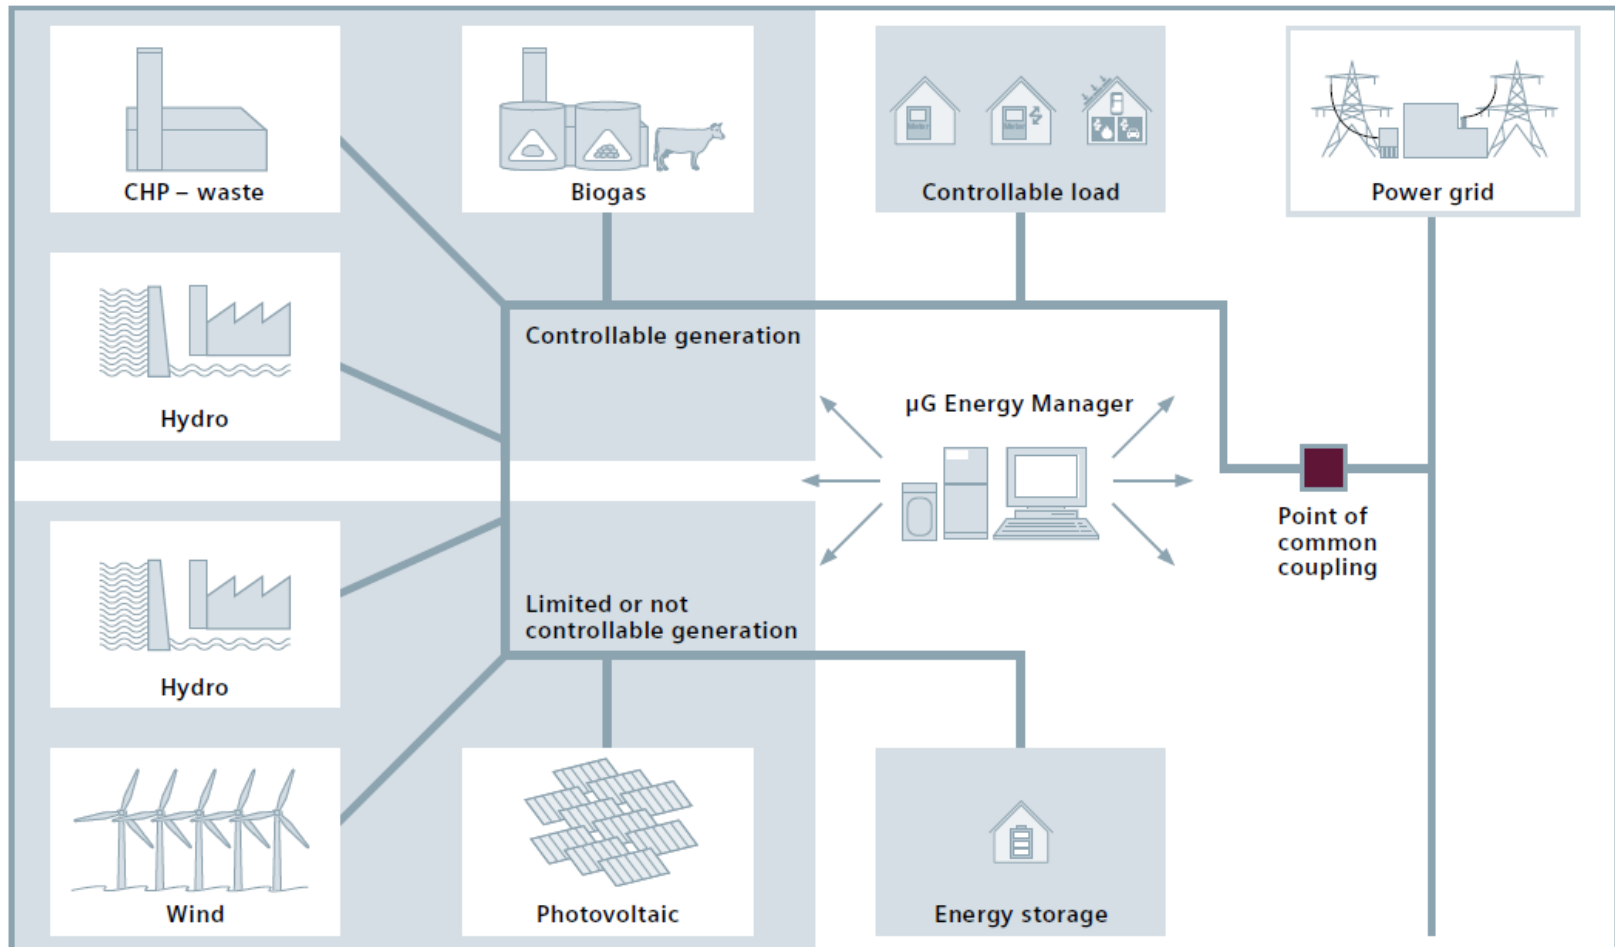 CHP – waste
Biogas
Controllable load
Power grid
Hydro
Controllable generation
µG Energy Manager
Point of
common
coupling
Hydro
Limited or not
controllable generation
Wind
Photovoltaic
Energy storage